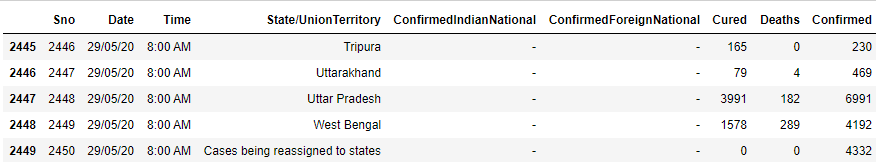 Sno Date Time State/UnionTerritory ConfirmedIndianNational ConfirmedForeignNational Cured Deaths Confirmed
2445 2446 29/05/20 8:00 AM Tripura - - 165 0 230
2446 2447 29/05/20 8:00 AM Uttarakhand - - 79 4 469
2447 2448 29/05/20 8:00 AM Uttar Pradesh - - 3991 182 6991
2448 2449 29/05/20 8:00 AM West Bengal - - 1578 289 4192
2449 2450 29/05/20 8:00 AM Cases being reassigned to states - - 0 0 4332